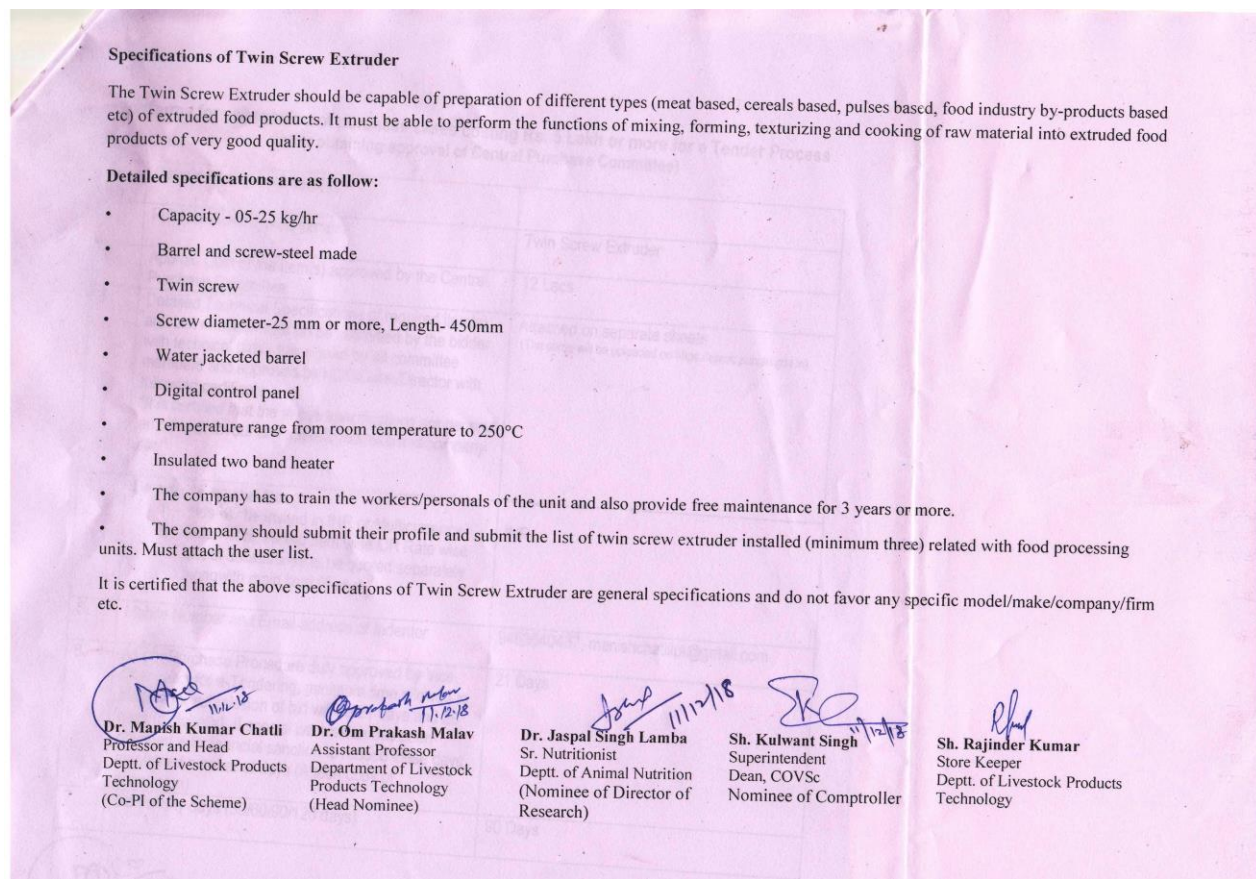 Specifications of Twin Screw Extruder
The Twin Screw Extruder should be capable of preparation of different types (meat based, cereals based, pulses based, food industry by-products based
etc) of extruded food products. It must be able to perform the functions of mixing, forming, texturizing and cooking of raw material into extruded food
products of very good quality.
Detailed specifications are as follow:
• Capacity - 05-25 kg/hr
• Barrel and screw-steel made
• Twin screw
• Screw diameter-25 mm or more, Length- 450mm
• Water jacketed barrel
• Digital control panel
• Temperature range from room temperature to 250°C
• Insulated two band heater
• The company has to train the workers/personals of the unit and also provide free maintenance for 3 years or more.
• The company should submit their profile and submit the list of twin screw extruder installed (minimum three) related with food processing
units. Must attach the user list.
It is certified that the above specifications of Twin Screw Extruder are general specifications and do not favor any specific model/make/company/firm
etc.
11.12.18
Dr. Manish Kumar Chatli
Professor and Head
Deptt. of Livestock Products
Technology
(Co-PI of the Scheme)
11.12.18
Dr. Om Prakash Malav
Assistant Professor
Department of Livestock
Products Technology
(Head Nominee)
11/12/18
Dr. Jaspal Singh Lamba
Sr. Nutritionist
Deptt. of Animal Nutrition
(Nominee of Director of
Research)
11/12/18
Sh. Kulwant Singh
Superintendent
Dean, COVSc
Nominee of Comptroller
Sh. Rajinder Kumar
Store Keeper
Deptt. of Livestock Products
Technology